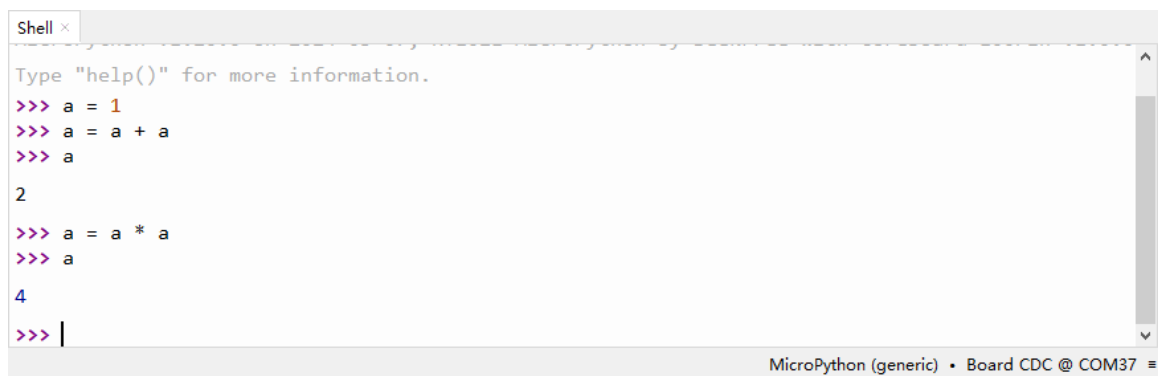 Shell ×
Type "help()" for more information.
>>> a = 1
>>> a = a + a
>>> a
2
>>> a = a * a
>>> a
4
>>>
MicroPython (generic) • Board CDC @ COM37 ≡